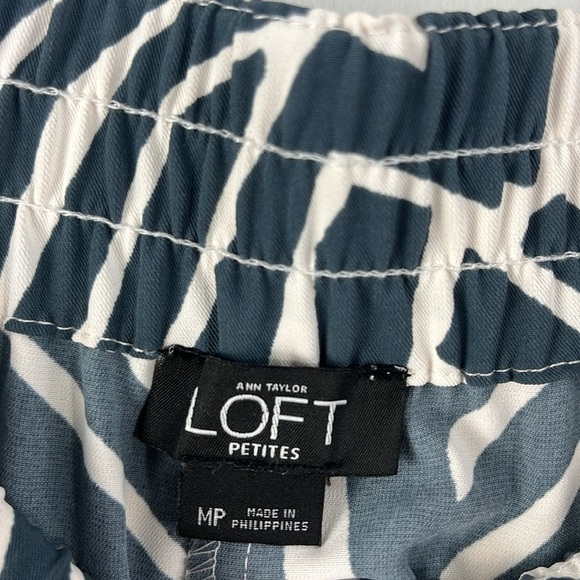 ANN TAYLOR
LOFT
PETITES
MP MADE IN
PHILIPPINES